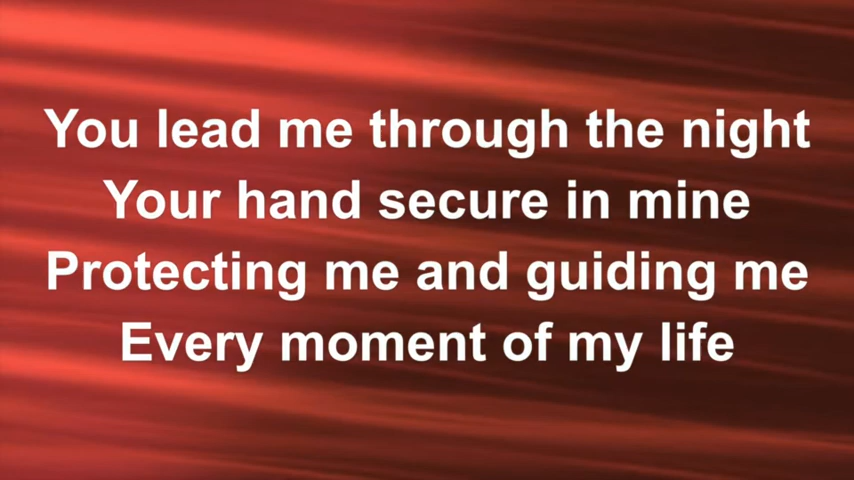 You lead me through the night
Your hand secure in mine
Protecting me and guiding me
Every moment of my life